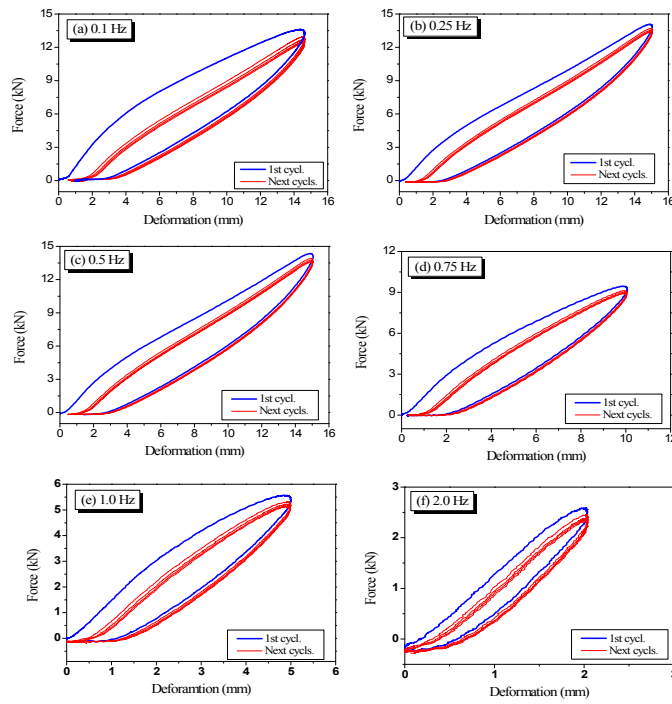 (a) 0.1 Hz
15
12
9
6
3
0
Force (kN)
1st cycl.
Next cycls.
0 2 4 6 8 10 12 14 16
Deformation (mm)
(b) 0.25 Hz
15
12
9
6
3
0
Force (kN)
1st cycl.
Next cycls.
0 2 4 6 8 10 12 14 16
Deformation (mm)
(c) 0.5 Hz
15
12
9
6
3
0
Force (kN)
1st cycl.
Next cycls.
0 2 4 6 8 10 12 14 16
Deformation (mm)
(d) 0.75 Hz
9
6
3
0
Force (kN)
1st cycl.
Next cycls.
0 2 4 6 8 10 12
Deformation (mm)
(e) 1.0 Hz
6
5
4
3
2
1
0
Force (kN)
1st cycl.
Next cycls.
0 1 2 3 4 5 6
Deforamtion (mm)
(f) 2.0 Hz
3
2
1
0
Force (kN)
1st cycl.
Next cycls.
0 1 2 3
Deformation (mm)